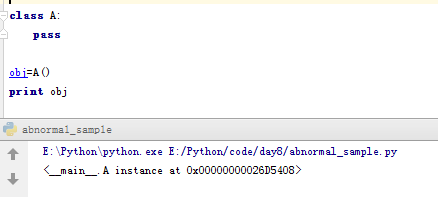 class A:
    pass
obj=A()
print obj
abnormal_sample
E:\Python\python.exe E:/Python/code/day8/abnormal_sample.py
<__main__.A instance at 0x00000000026D5408>